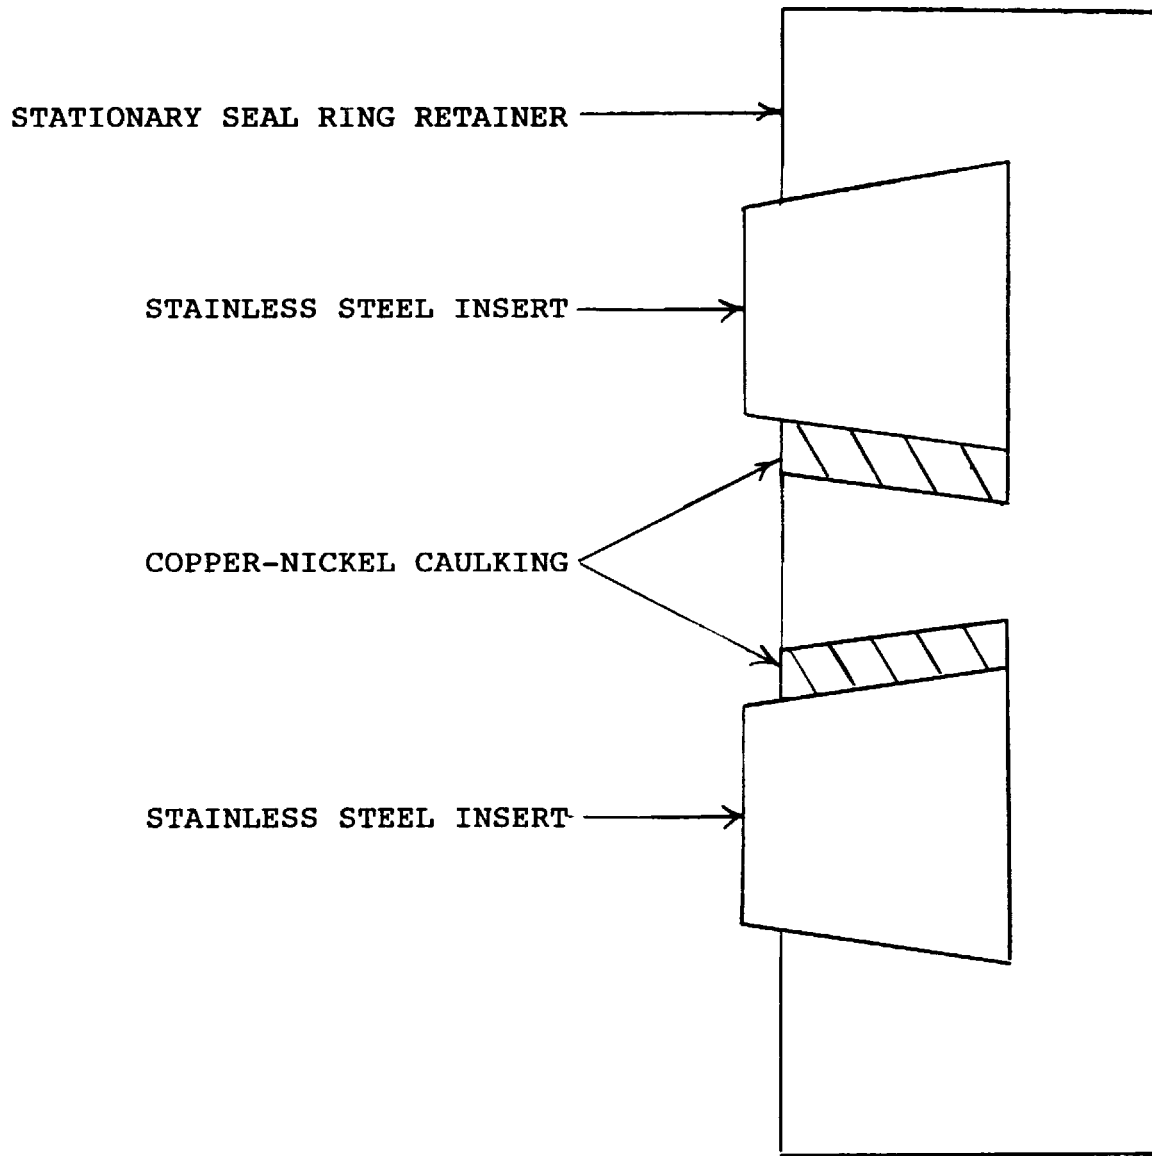 STATIONARY SEAL RING RETAINER
STAINLESS STEEL INSERT
COPPER-NICKEL CAULKING
STAINLESS STEEL INSERT